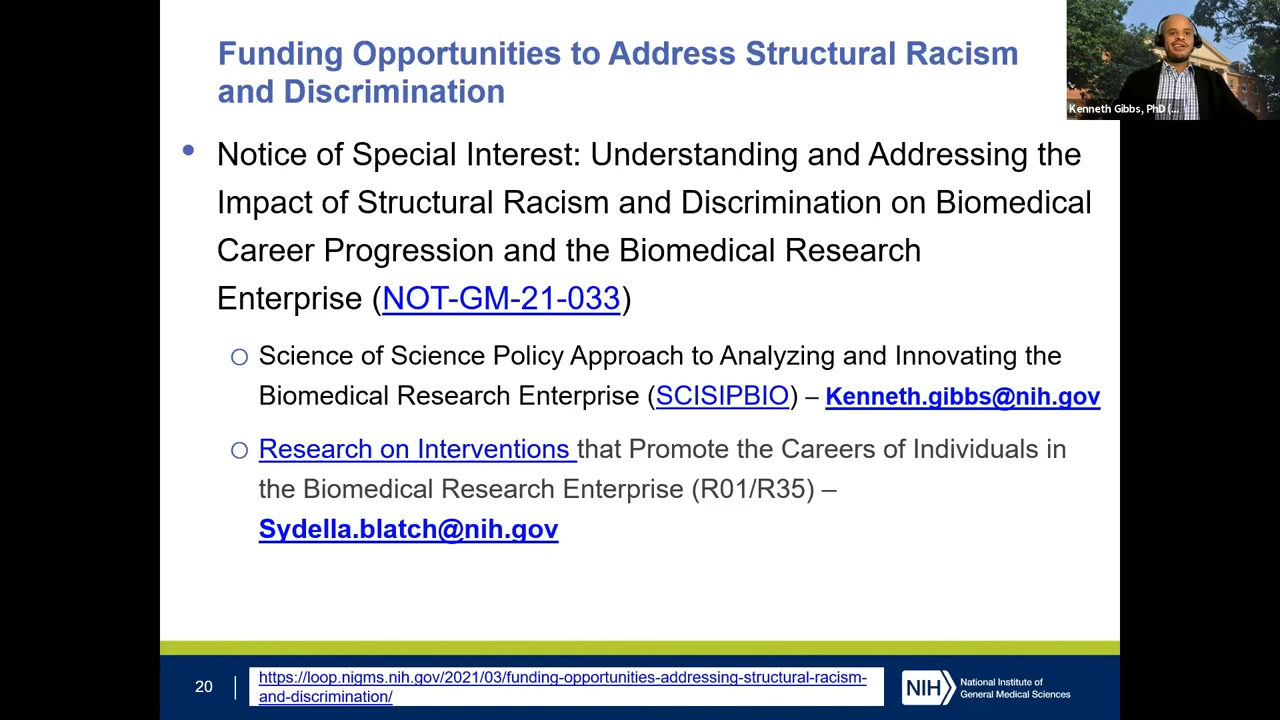 Funding Opportunities to Address Structural Racism
and Discrimination
Kenneth Gibbs, PhD (...
• Notice of Special Interest: Understanding and Addressing the
Impact of Structural Racism and Discrimination on Biomedical
Career Progression and the Biomedical Research
Enterprise (NOT-GM-21-033)
○ Science of Science Policy Approach to Analyzing and Innovating the
Biomedical Research Enterprise (SCISIPBIO) – Kenneth.gibbs@nih.gov
○ Research on Interventions that Promote the Careers of Individuals in
the Biomedical Research Enterprise (R01/R35) –
Sydella.blatch@nih.gov
20
https://loop.nigms.nih.gov/2021/03/funding-opportunities-addressing-structural-racism-
and-discrimination/
NIH
National Institute of
General Medical Sciences